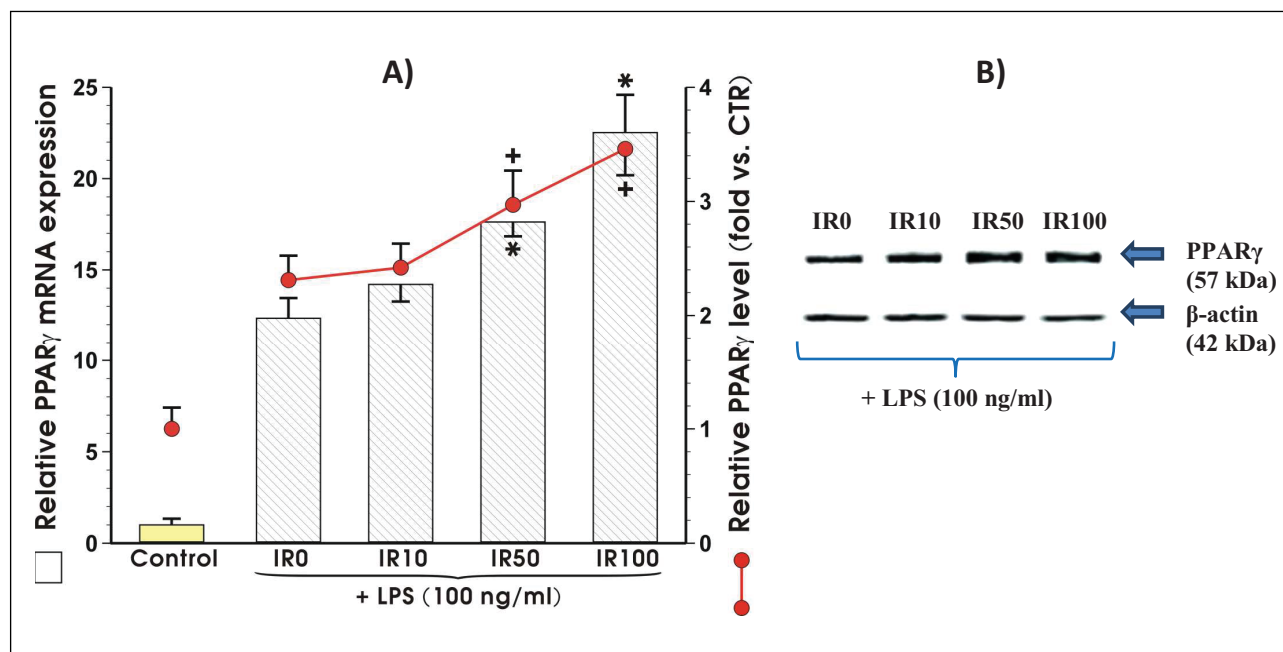 A)
Relative PPARγ mRNA expression
25
20
15
10
5
0
*
+
+
*
Control
IR0
IR10
IR50
IR100
+ LPS (100 ng/ml)
4
3
2
1
0
Relative PPARγ level (fold vs. CTR)
B)
IR0 IR10 IR50 IR100
PPARγ
(57 kDa)
β-actin
(42 kDa)
+ LPS (100 ng/ml)